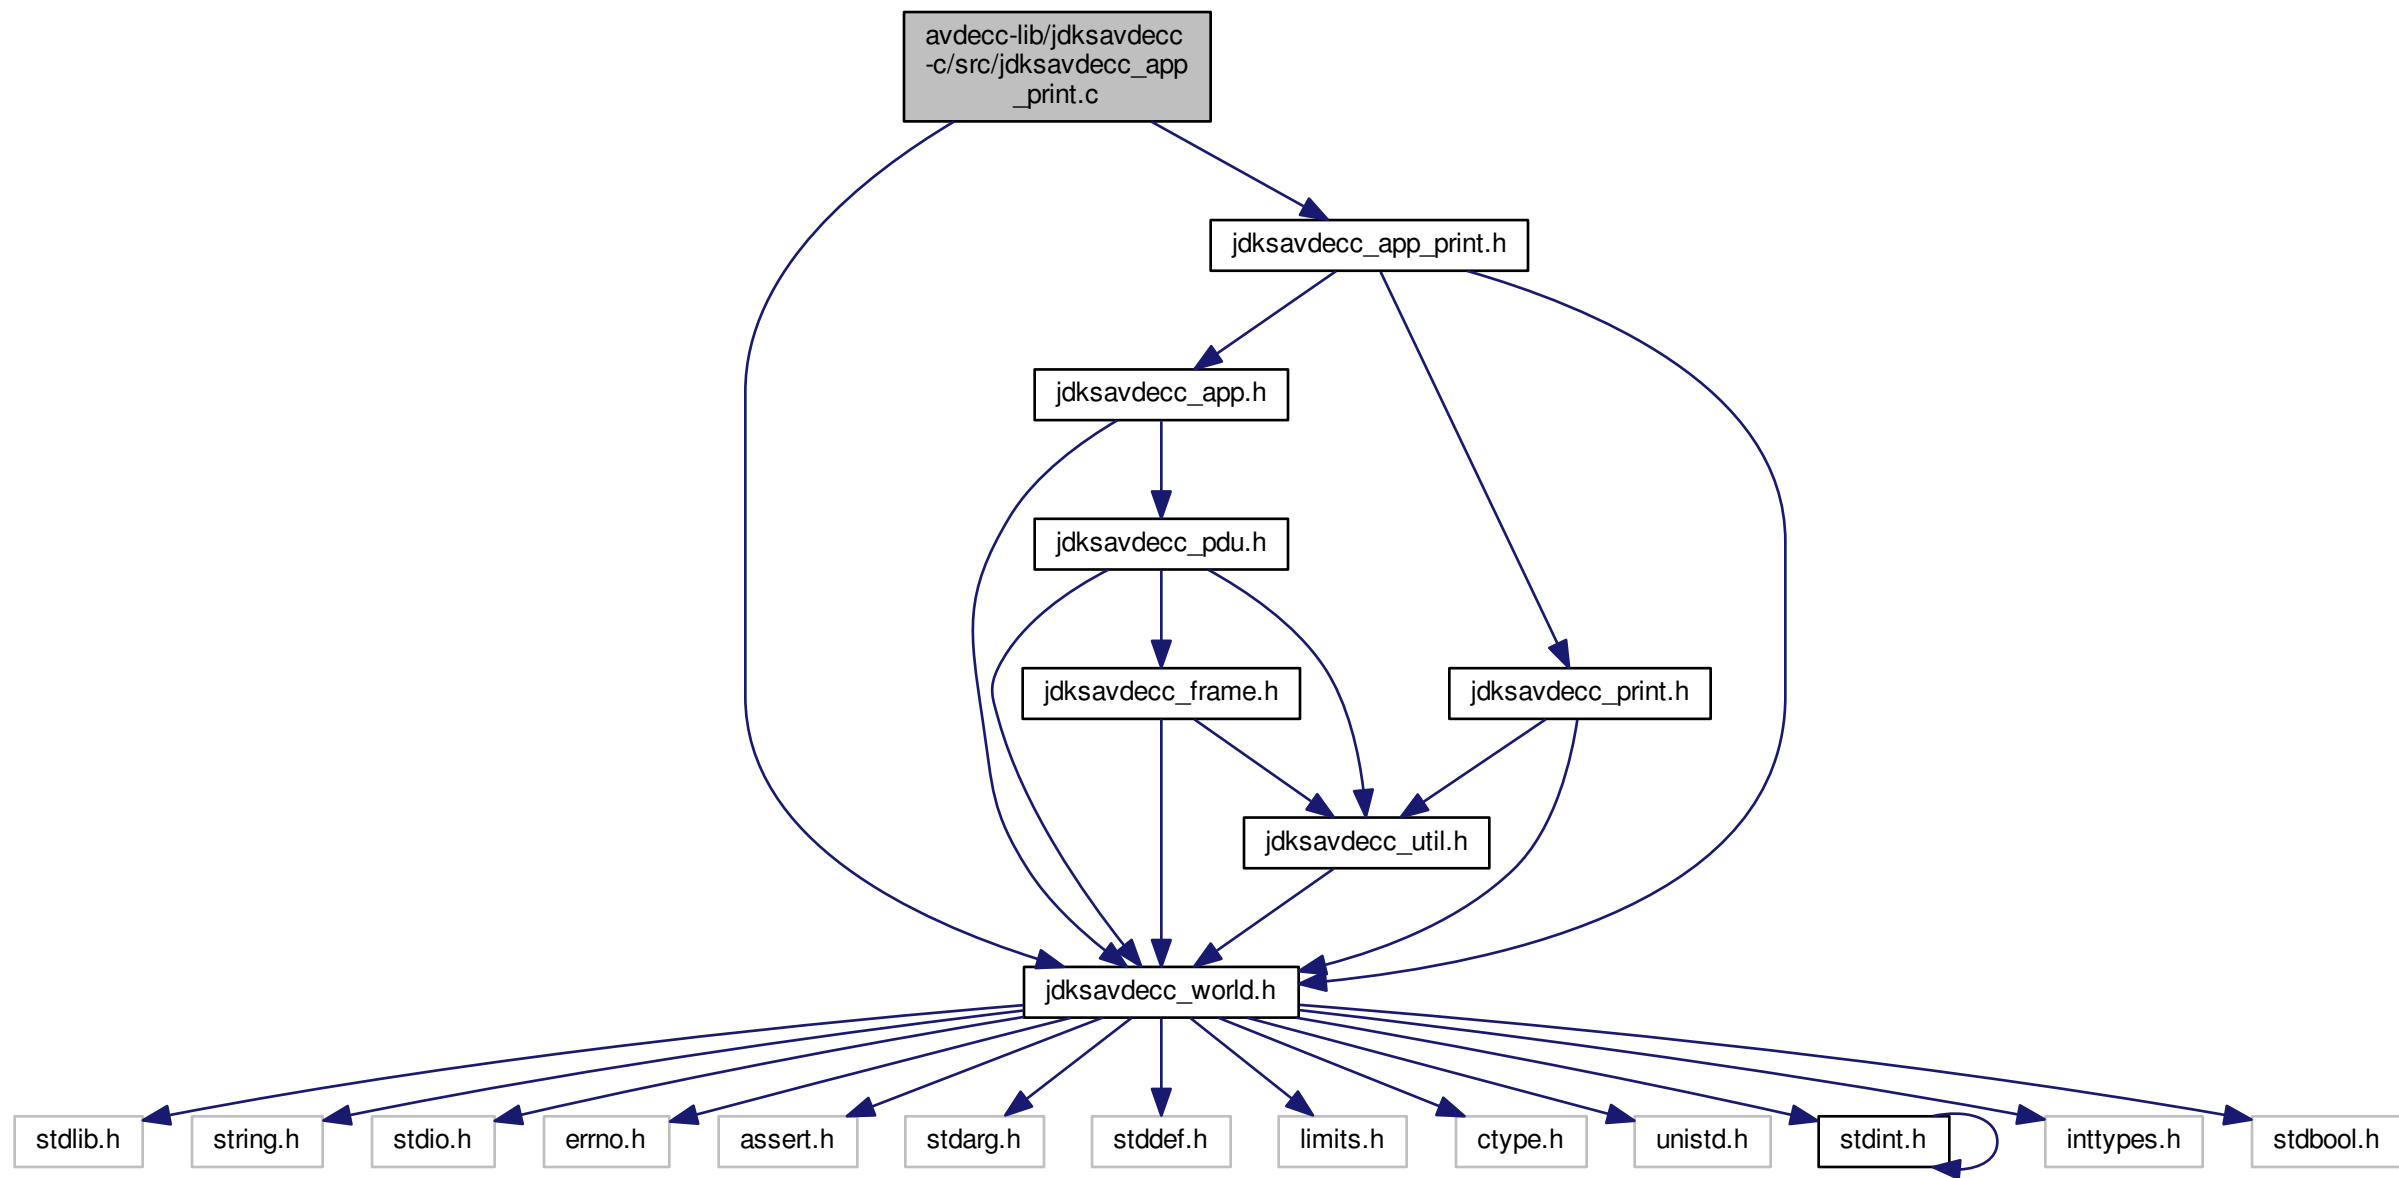 avdecc-lib/jdksavdecc
-c/src/jdksavdecc_app
_print.c
jdksavdecc_app_print.h
jdksavdecc_app.h
jdksavdecc_pdu.h
jdksavdecc_frame.h
jdksavdecc_print.h
jdksavdecc_util.h
jdksavdecc_world.h
stdlib.h
string.h
stdio.h
errno.h
assert.h
stdarg.h
stddef.h
limits.h
ctype.h
unistd.h
stdint.h
inttypes.h
stdbool.h